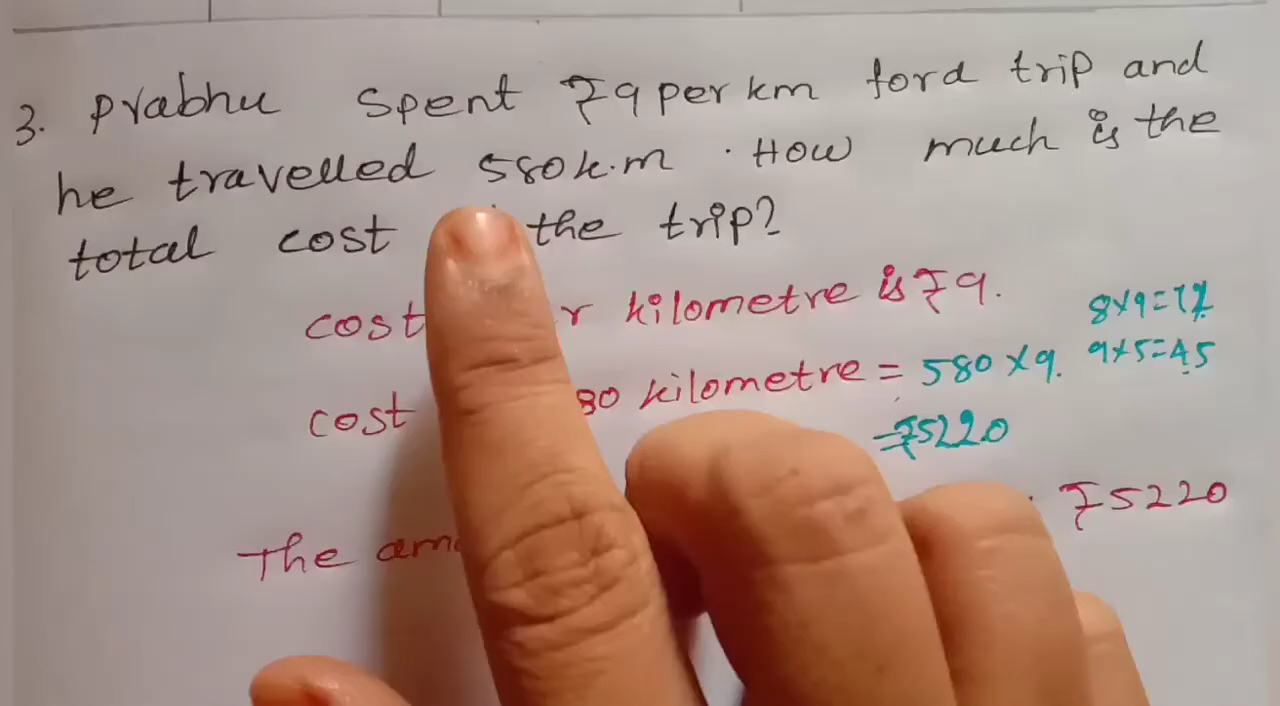 3. Prabhu spent ₹9 per km ford trip and
he travelled 580k.m. How much is the
total cost the trip?
cost r kilometre is ₹9.
8×9=72
cost 80 kilometre = 580×9.
9×5=45
=₹5220
The amo ₹5220